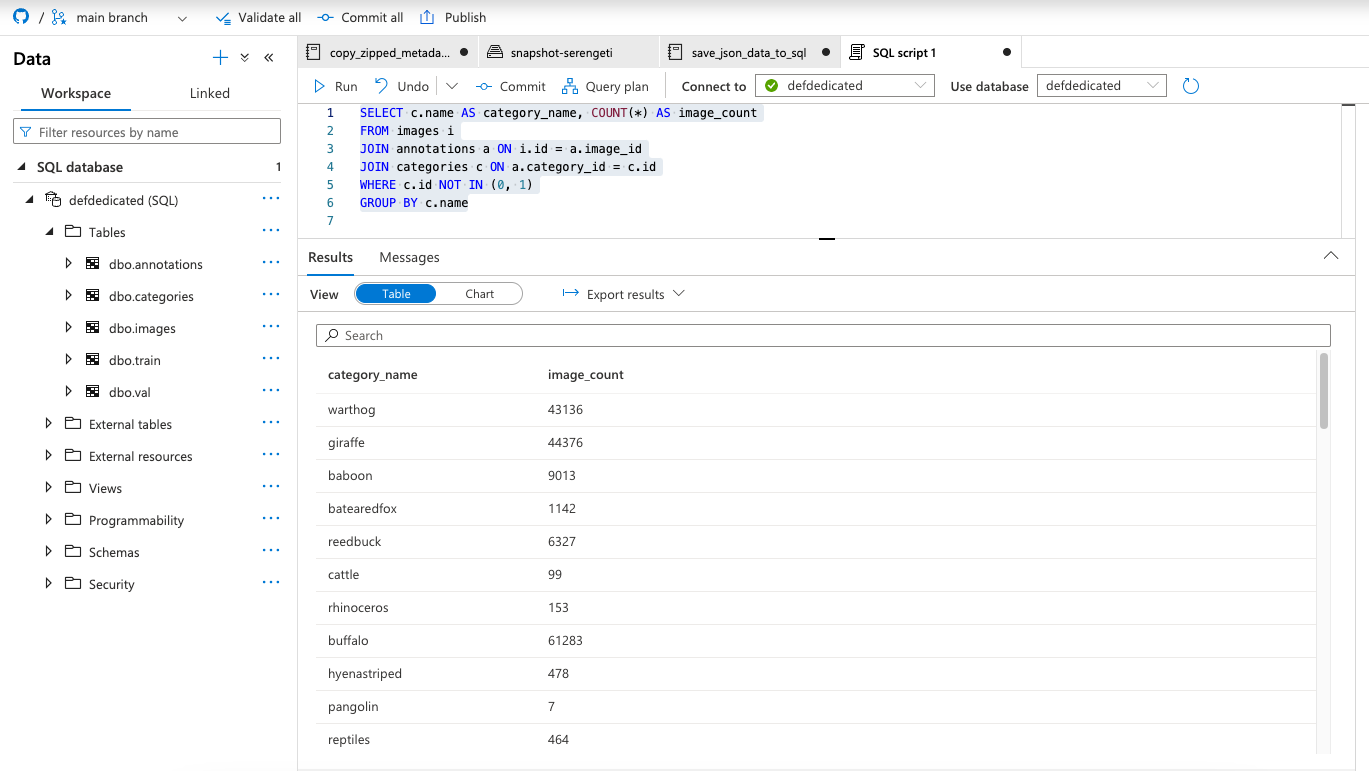 / main branch Validate all Commit all Publish
Data
Workspace Linked
Filter resources by name
SQL database 1
defdedicated (SQL)
Tables
dbo.annotations
dbo.categories
dbo.images
dbo.train
dbo.val
External tables
External resources
Views
Programmability
Schemas
Security
copy_zipped_metada... snapshot-serengeti save_json_data_to_sql SQL script 1
Run Undo Commit Query plan Connect to defdedicated Use database defdedicated
1 SELECT c.name AS category_name, COUNT(*) AS image_count
2 FROM images i
3 JOIN annotations a ON i.id = a.image_id
4 JOIN categories c ON a.category_id = c.id
5 WHERE c.id NOT IN (0, 1)
6 GROUP BY c.name
7
Results Messages
View Table Chart Export results
Search
category_name image_count
warthog 43136
giraffe 44376
baboon 9013
batearedfox 1142
reedbuck 6327
cattle 99
rhinoceros 153
buffalo 61283
hyenastriped 478
pangolin 7
reptiles 464